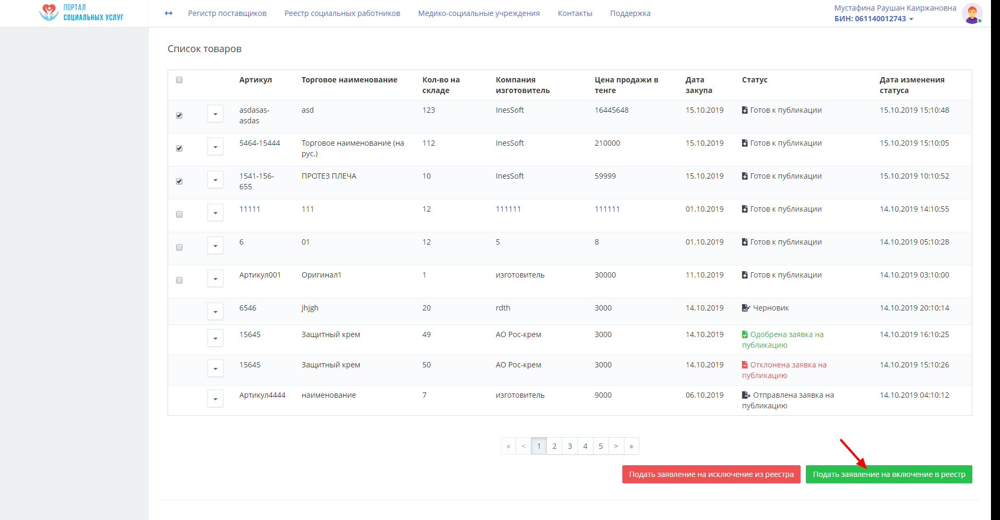 ПОРТАЛ
СОЦИАЛЬНЫХ УСЛУГ
Регистр поставщиков Реестр социальных работников Медико-социальные учреждения Контакты Поддержка
Мустафина Раушан Каиржановна
БИН: 061140012743
Список товаров
Артикул Торговое наименование Кол-во на складе Компания изготовитель Цена продажи в тенге Дата закупа Статус Дата изменения статуса
asdasas-asdas asd 123 InesSoft 16445648 15.10.2019 Готов к публикации 15.10.2019 15:10:48
5464-15444 Торговое наименование (на рус.) 112 InesSoft 210000 15.10.2019 Готов к публикации 15.10.2019 15:10:05
1541-156-655 ПРОТЕЗ ПЛЕЧА 10 InesSoft 59999 15.10.2019 Готов к публикации 15.10.2019 10:10:52
11111 111 12 111111 111111 01.10.2019 Готов к публикации 14.10.2019 14:10:55
6 01 12 5 8 01.10.2019 Готов к публикации 14.10.2019 05:10:28
Артикул001 Оригинал1 1 изготовитель 30000 11.10.2019 Готов к публикации 14.10.2019 03:10:00
6546 jhjgh 20 rdth 3000 14.10.2019 Черновик 14.10.2019 20:10:14
15645 Защитный крем 49 АО Рос-крем 3000 14.10.2019 Одобрена заявка на публикацию 14.10.2019 16:10:25
15645 Защитный крем 50 АО Рос-крем 3000 14.10.2019 Отклонена заявка на публикацию 14.10.2019 15:10:26
Артикул4444 наименование 7 изготовитель 9000 06.10.2019 Отправлена заявка на публикацию 14.10.2019 04:10:12
« < 1 2 3 4 5 > »
Подать заявление на исключение из реестра Подать заявление на включение в реестр